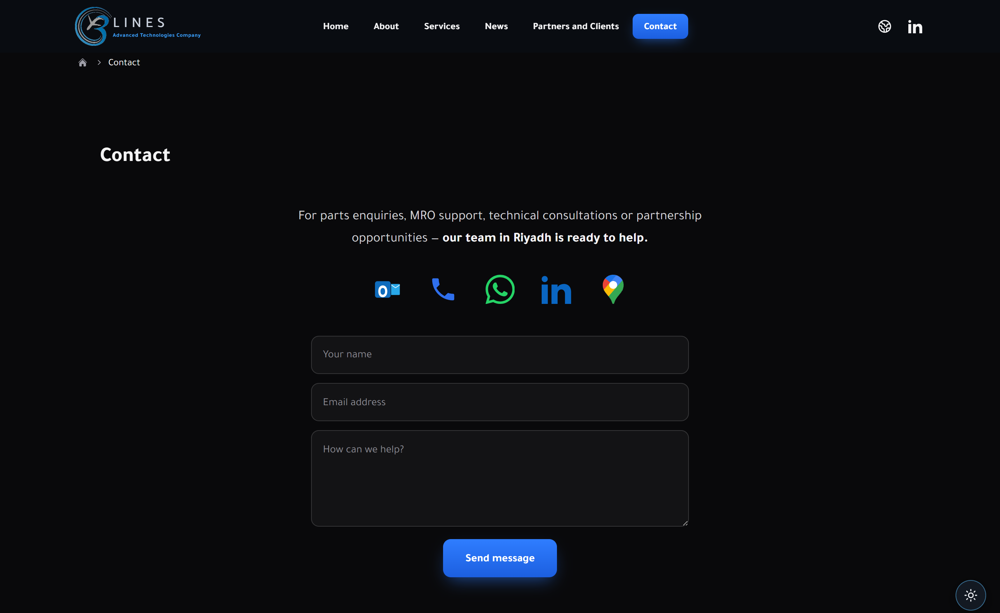 LINES
Advanced Technologies Company
Home
About
Services
News
Partners and Clients
Contact
Contact
Contact
For parts enquiries, MRO support, technical consultations or partnership
opportunities – our team in Riyadh is ready to help.
Your name
Email address
How can we help?
Send message